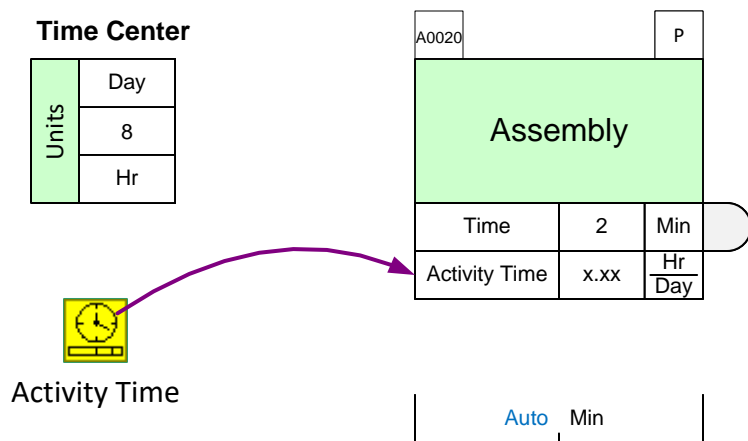 Time Center
Units
Day
8
Hr
A0020
P
Assembly
Time 2 Min
Activity Time x.xx Hr
Day
Activity Time
Auto Min